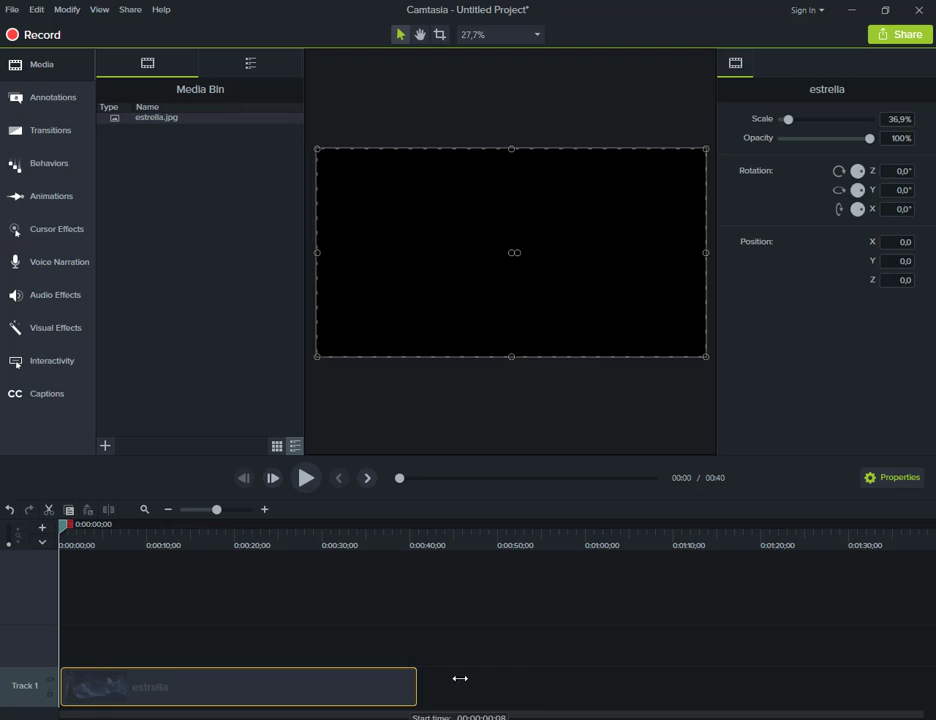 File Edit Modify View Share Help Camtasia - Untitled Project* Sign In
Record 27,7% Share
Media
Media Bin estrella
Type Name
estrella.jpg
Annotations
Transitions
Behaviors
Animations
Cursor Effects
Voice Narration
Audio Effects
Visual Effects
Interactivity
CC Captions
Scale 36,9%
Opacity 100%
Rotation: Z 0,0°
Y 0,0°
X 0,0°
Position: X 0,0
Y 0,0
Z 0,0
00:00 / 00:40 Properties
0:00:00;00
0:00:00;00 0:00:10;00 0:00:20;00 0:00:30;00 0:00:40;00 0:00:50;00 0:01:00;00 0:01:10;00 0:01:20;00 0:01:30;00
Track 1 estrella
Start time: 00:00:00;08